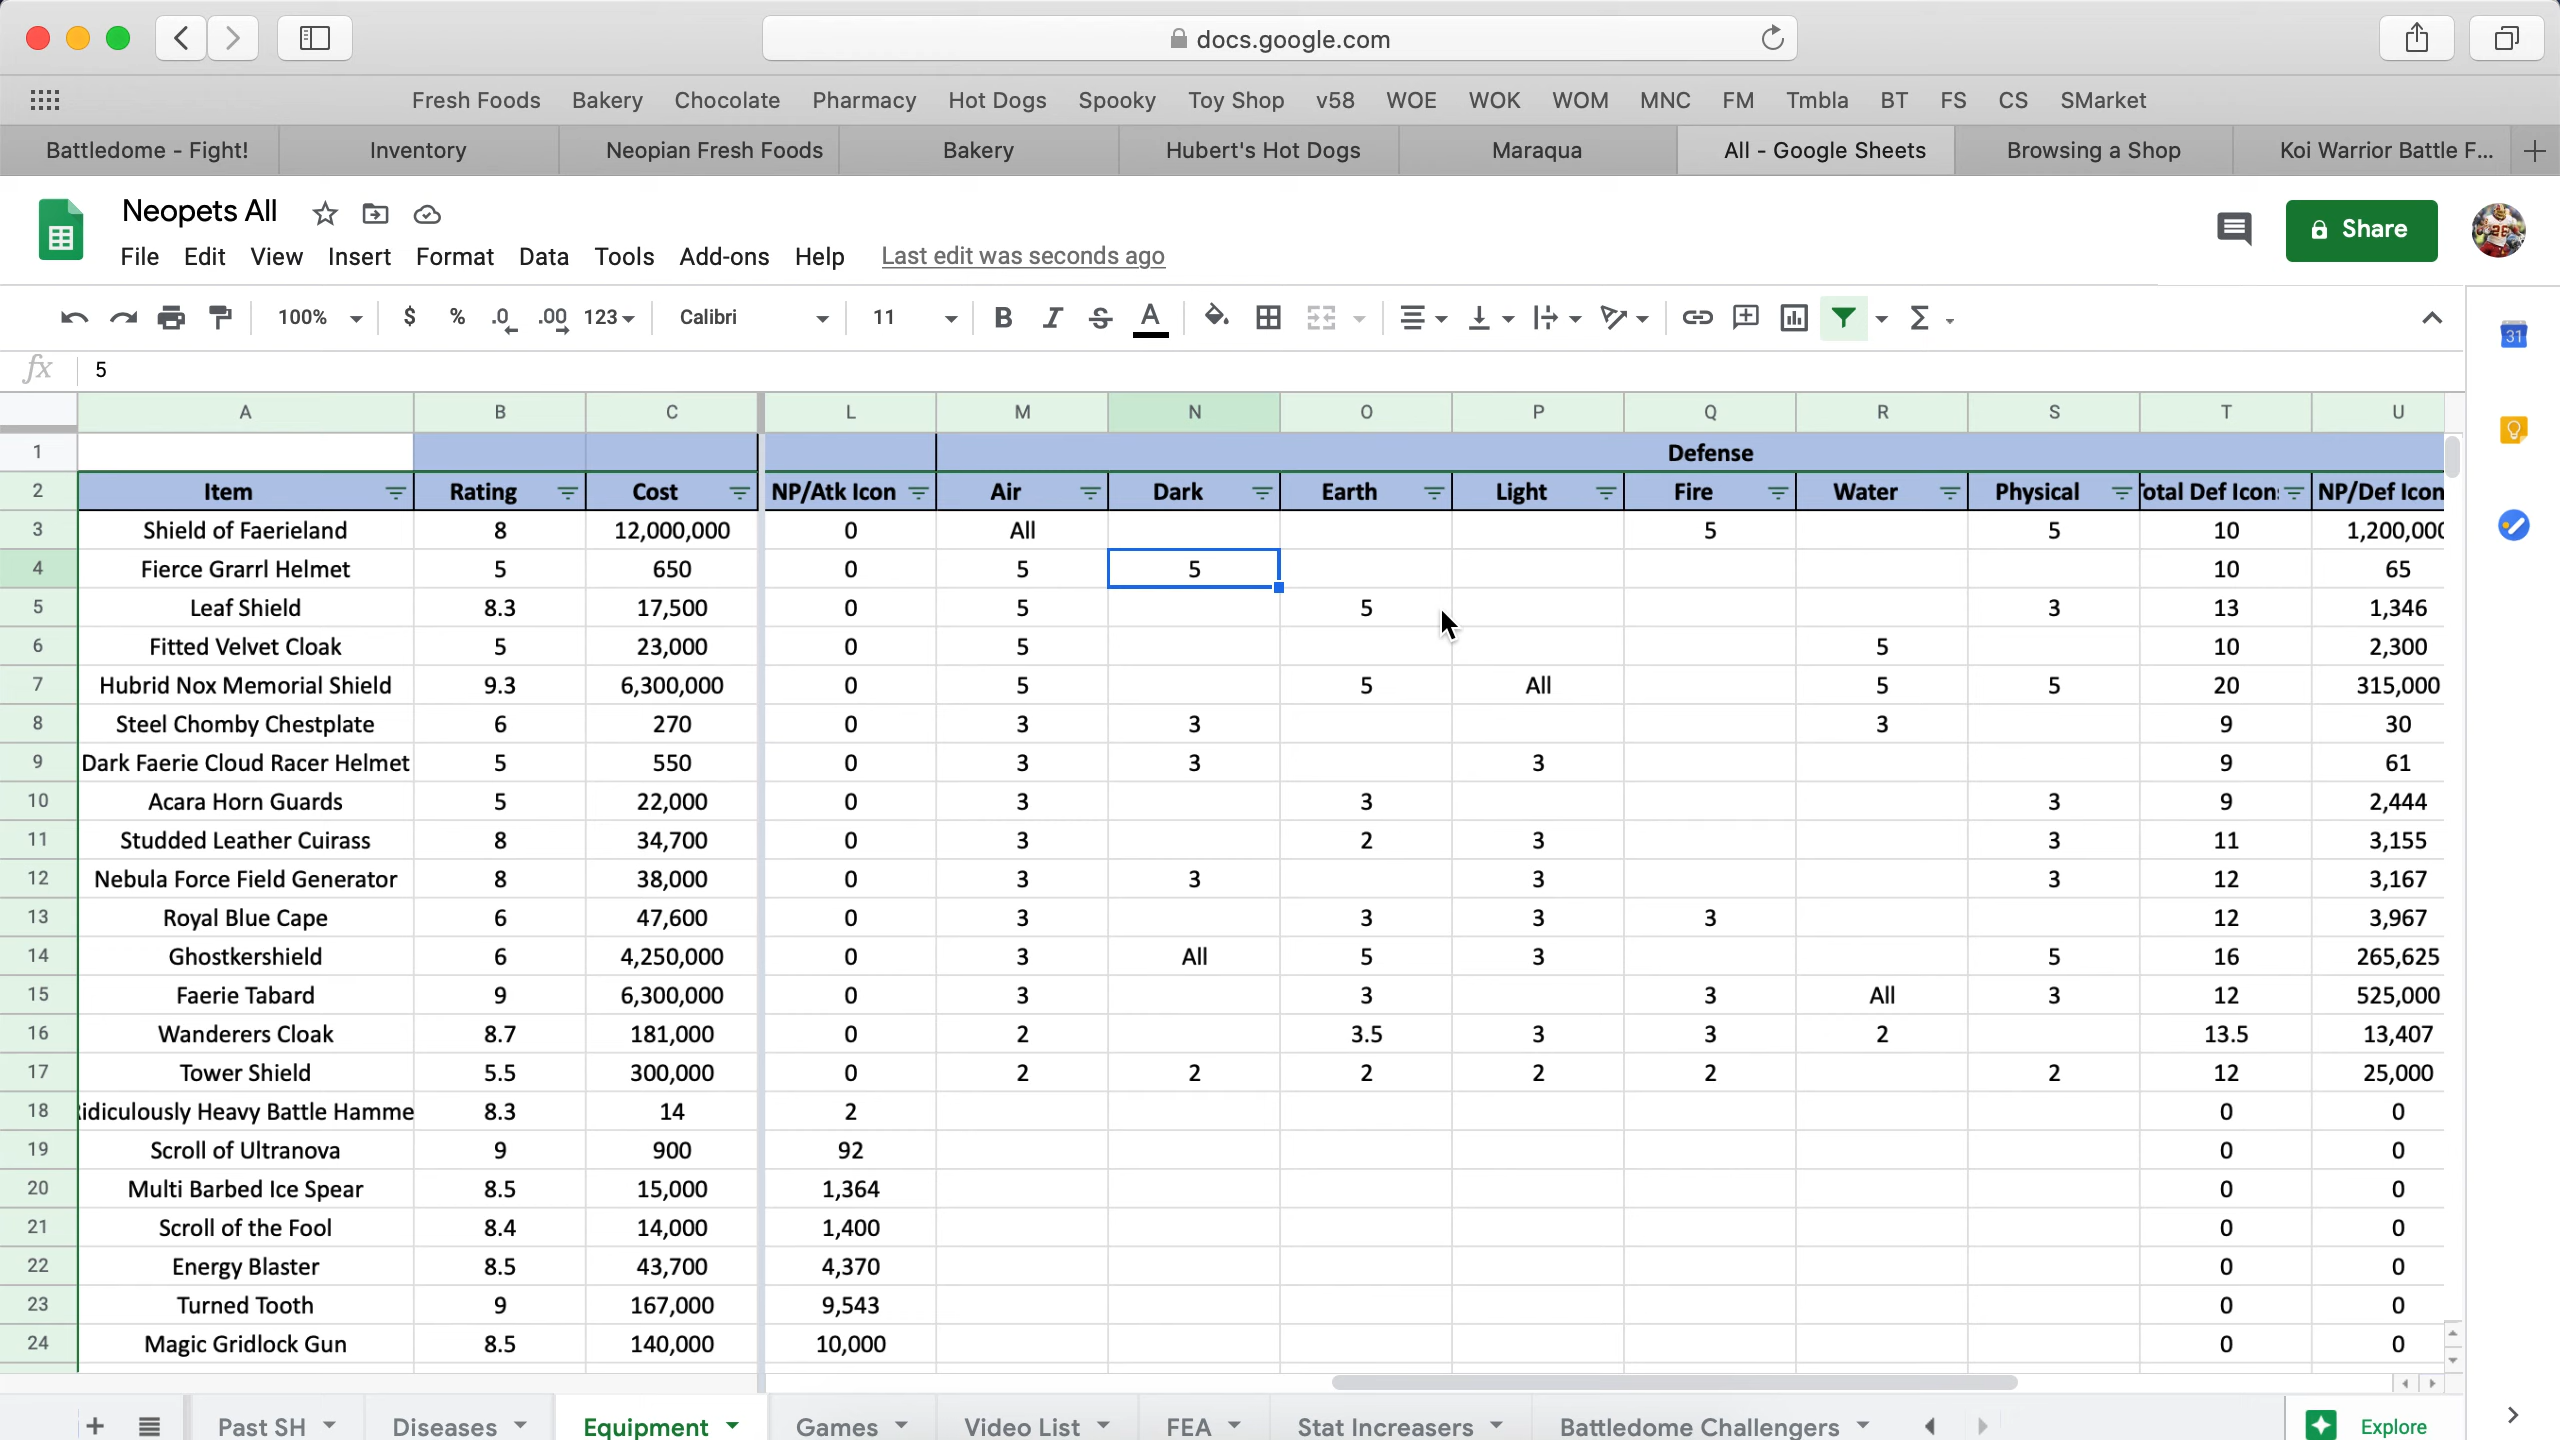 docs.google.com
Fresh Foods Bakery Chocolate Pharmacy Hot Dogs Spooky Toy Shop v58 WOE WOK WOM MNC FM Tmbla BT FS CS SMarket
Battledome - Fight! Inventory Neopian Fresh Foods Bakery Hubert's Hot Dogs Maraqua All - Google Sheets Browsing a Shop Koi Warrior Battle F...
Neopets All
Share
File Edit View Insert Format Data Tools Add-ons Help Last edit was seconds ago
100% $ % .0 .00 123 Calibri 11 B I S A
31
fx 5
A B C L M N O P Q R S T U
1 Defense
2 Item Rating Cost NP/Atk Icon Air Dark Earth Light Fire Water Physical Total Def Icons NP/Def Icon
3 Shield of Faerieland 8 12,000,000 0 All 5 5 10 1,200,000
4 Fierce Grarrl Helmet 5 650 0 5 5 10 65
5 Leaf Shield 8.3 17,500 0 5 5 3 13 1,346
6 Fitted Velvet Cloak 5 23,000 0 5 5 10 2,300
7 Hubrid Nox Memorial Shield 9.3 6,300,000 0 5 5 All 5 5 20 315,000
8 Steel Chomby Chestplate 6 270 0 3 3 3 9 30
9 Dark Faerie Cloud Racer Helmet 5 550 0 3 3 3 9 61
10 Acara Horn Guards 5 22,000 0 3 3 3 9 2,444
11 Studded Leather Cuirass 8 34,700 0 3 2 3 3 11 3,155
12 Nebula Force Field Generator 8 38,000 0 3 3 3 3 12 3,167
13 Royal Blue Cape 6 47,600 0 3 3 3 3 12 3,967
14 Ghostkershield 6 4,250,000 0 3 All 5 3 5 16 265,625
15 Faerie Tabard 9 6,300,000 0 3 3 3 All 3 12 525,000
16 Wanderers Cloak 8.7 181,000 0 2 3.5 3 3 2 13.5 13,407
17 Tower Shield 5.5 300,000 0 2 2 2 2 2 2 12 25,000
18 Ridiculously Heavy Battle Hamme 8.3 14 2 0 0
19 Scroll of Ultranova 9 900 92 0 0
20 Multi Barbed Ice Spear 8.5 15,000 1,364 0 0
21 Scroll of the Fool 8.4 14,000 1,400 0 0
22 Energy Blaster 8.5 43,700 4,370 0 0
23 Turned Tooth 9 167,000 9,543 0 0
24 Magic Gridlock Gun 8.5 140,000 10,000 0 0
Past SH Diseases Equipment Games Video List FEA Stat Increasers Battledome Challengers Explore